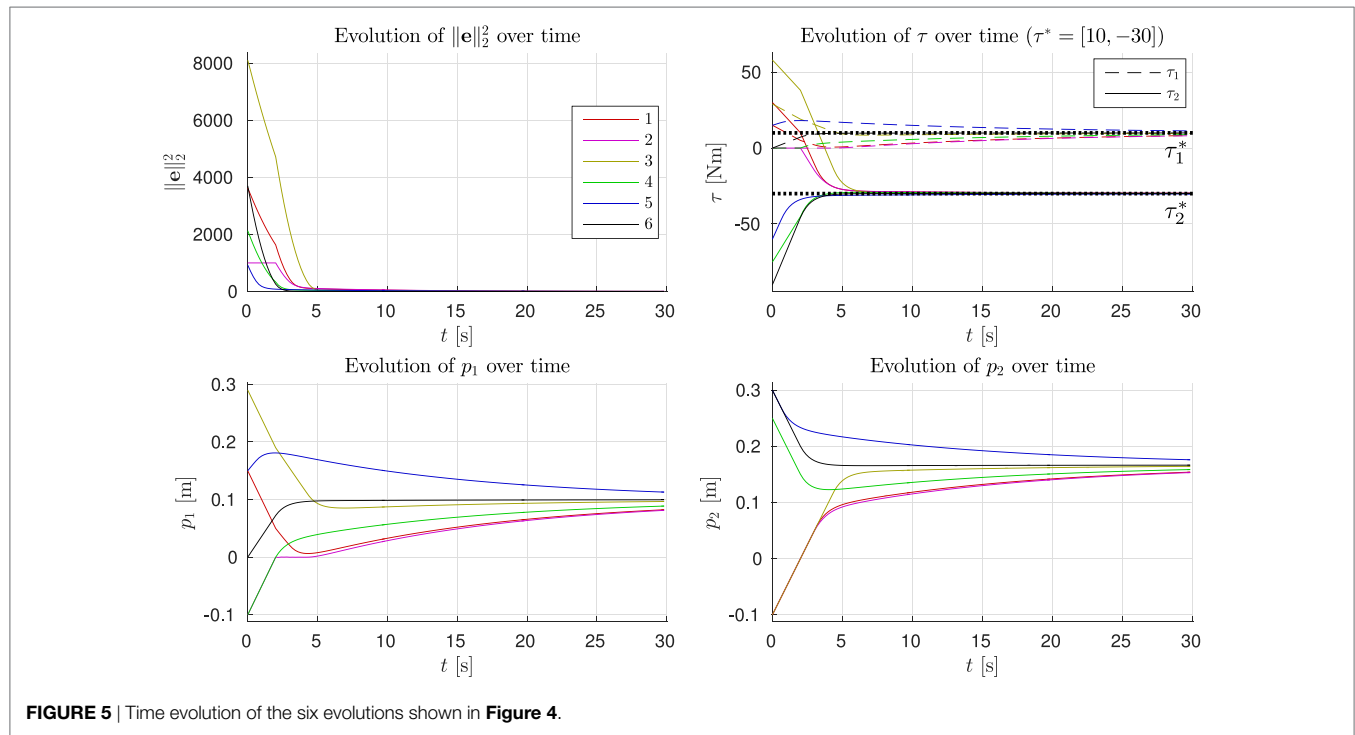 Evolution of ‖e‖₂² over time
8000
6000
4000
2000
0
‖e‖₂²
1
2
3
4
5
6
0 5 10 15 20 25 30
t [s]
Evolution of τ over time (τ* = [10, −30])
50
0
-50
τ [Nm]
τ₁
τ₂
τ₁*
τ₂*
0 5 10 15 20 25 30
t [s]
Evolution of p₁ over time
0.3
0.2
0.1
0
-0.1
p₁ [m]
0 5 10 15 20 25 30
t [s]
Evolution of p₂ over time
0.3
0.2
0.1
0
-0.1
p₂ [m]
0 5 10 15 20 25 30
t [s]
FIGURE 5 | Time evolution of the six evolutions shown in Figure 4.